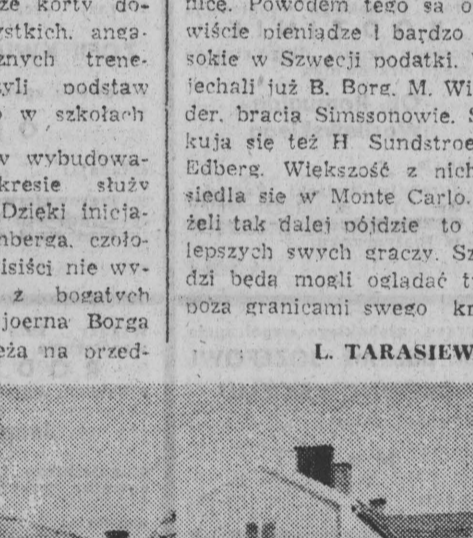 że korty do-
ystkich, anga-
znych trene-
zyli podstaw
w szkołach
w wybudowa-
kresie służy
Dzięki inicja-
nberga, czoło-
isiści nie wy-
z bogatych
joerna Borga
eżą na przed-
nicę. Powodem tego są o
wiście pieniądze i bardzo
sokie w Szwecji podatki.
jechali już B. Borg, M. Wi
der, bracia Simssonowie. S
kują się też H Sundstroe
Edberg. Większość z nich
siedla się w Monte Carlo.
żeli tak dalej pójdzie to
lepszych swych graczy. Sz
dzi będą mogli oglądać t
poza granicami swego kr
L. TARASIEW